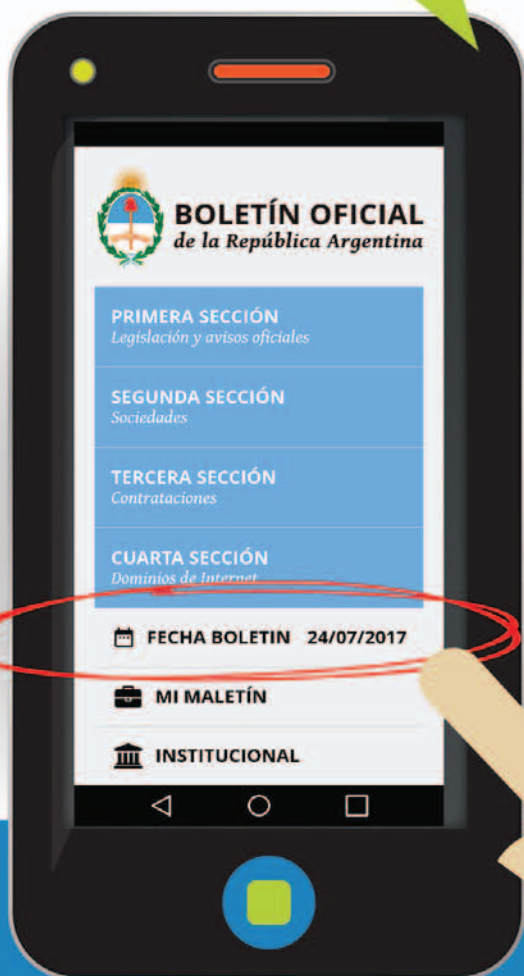 BOLETÍN OFICIAL
de la República Argentina
PRIMERA SECCIÓN
Legislación y avisos oficiales
SEGUNDA SECCIÓN
Sociedades
TERCERA SECCIÓN
Contrataciones
CUARTA SECCIÓN
Dominios de Internet
FECHA BOLETIN 24/07/2017
MI MALETÍN
INSTITUCIONAL